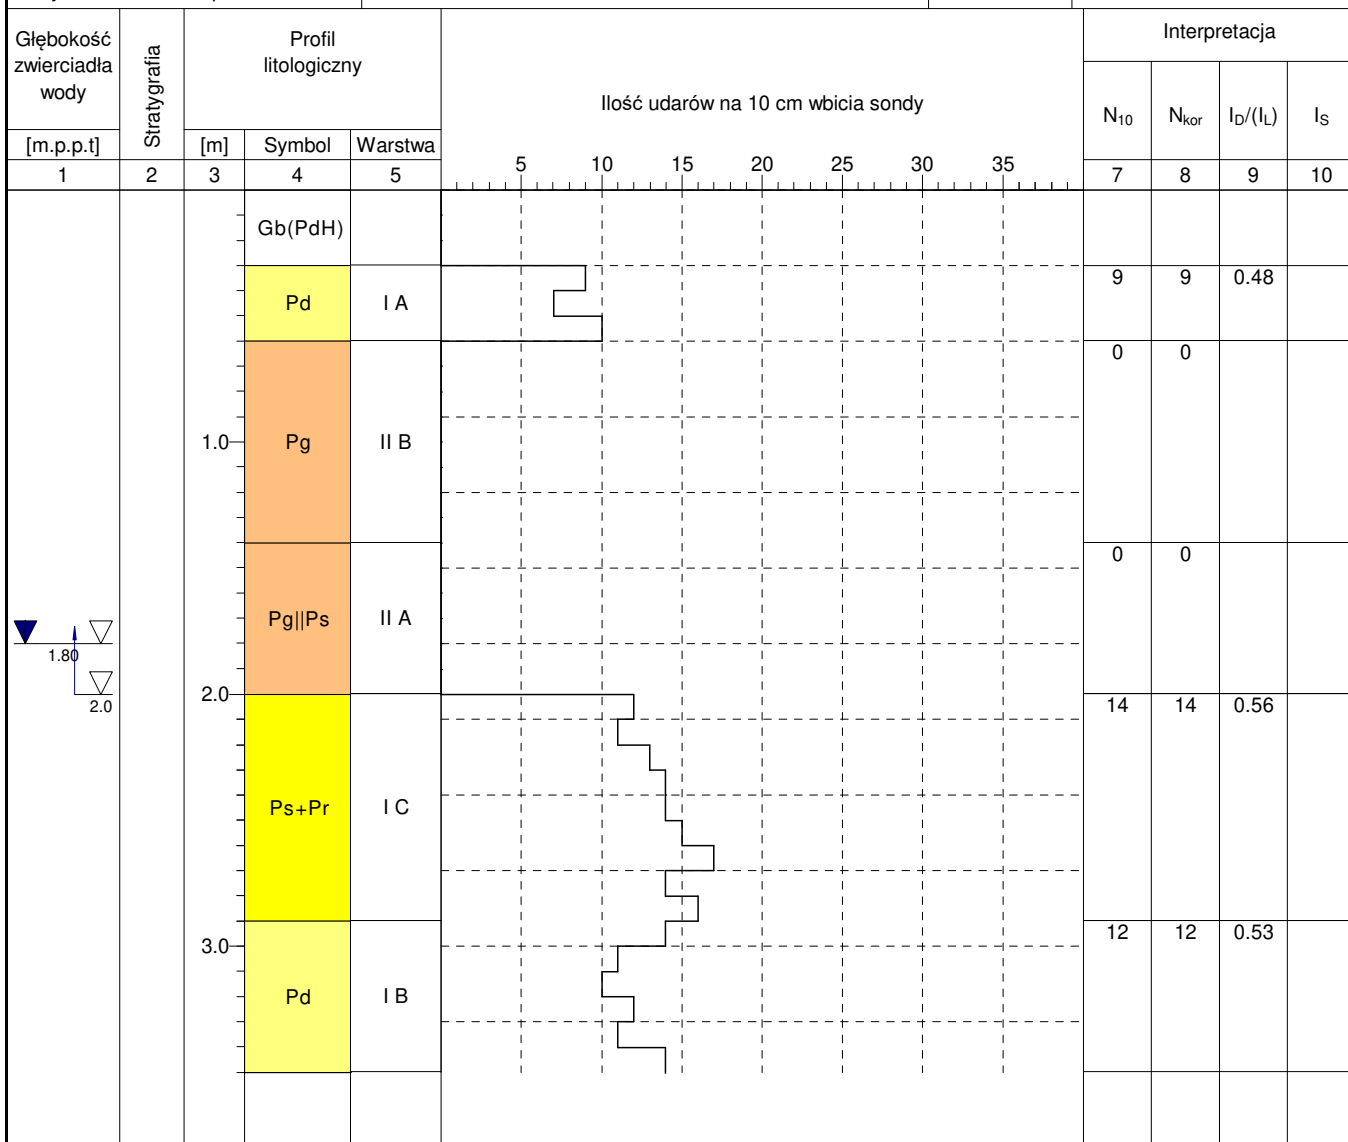 Głębokość
zwierciadła
wody
[m.p.p.t]
Stratygrafia
Profil
litologiczny
[m] Symbol Warstwa
Ilość udarów na 10 cm wbicia sondy
Interpretacja
N10 Nkor ID/(IL) IS
5 10 15 20 25 30 35
1 2 3 4 5 7 8 9 10
Gb(PdH)
Pd I A 9 9 0.48
0 0
1.0 Pg II B
0 0
Pg||Ps II A
1.80
2.0
2.0
14 14 0.56
Ps+Pr I C
12 12 0.53
3.0
Pd I B